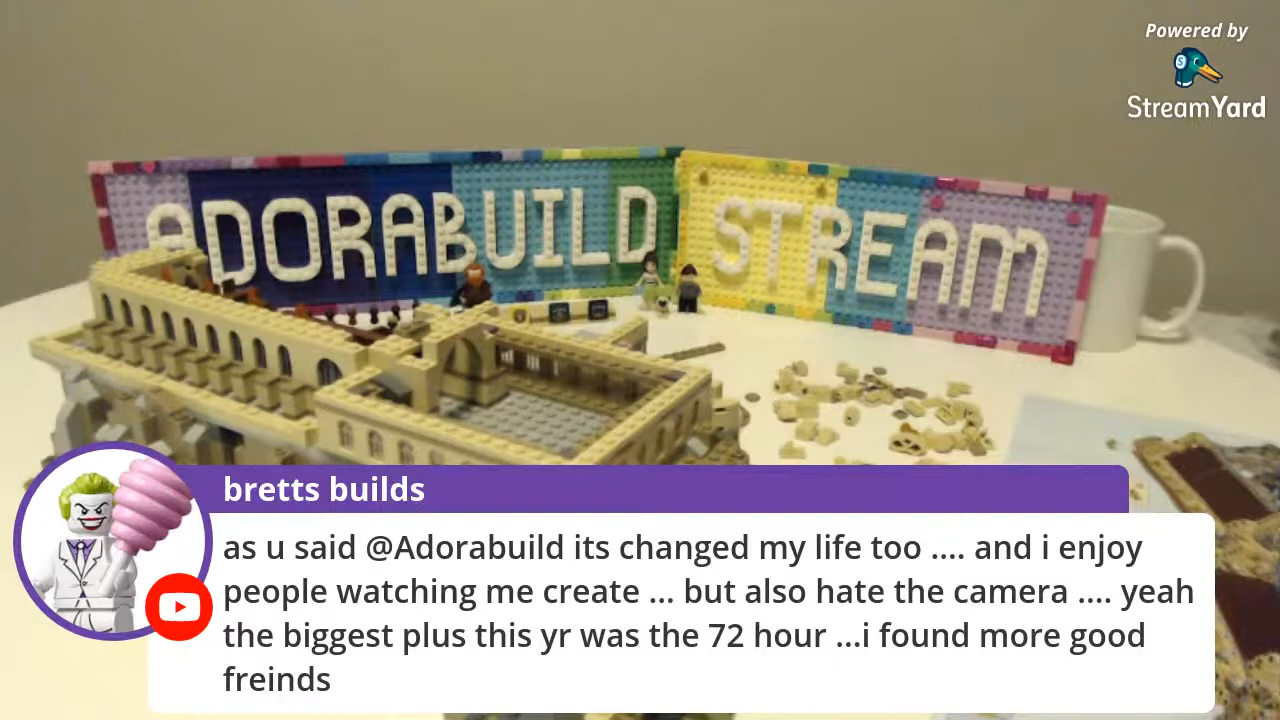 Powered by
StreamYard
ADORABUILD STREAM
bretts builds
as u said @Adorabuild its changed my life too .... and i enjoy
people watching me create ... but also hate the camera .... yeah
the biggest plus this yr was the 72 hour ...i found more good
freinds